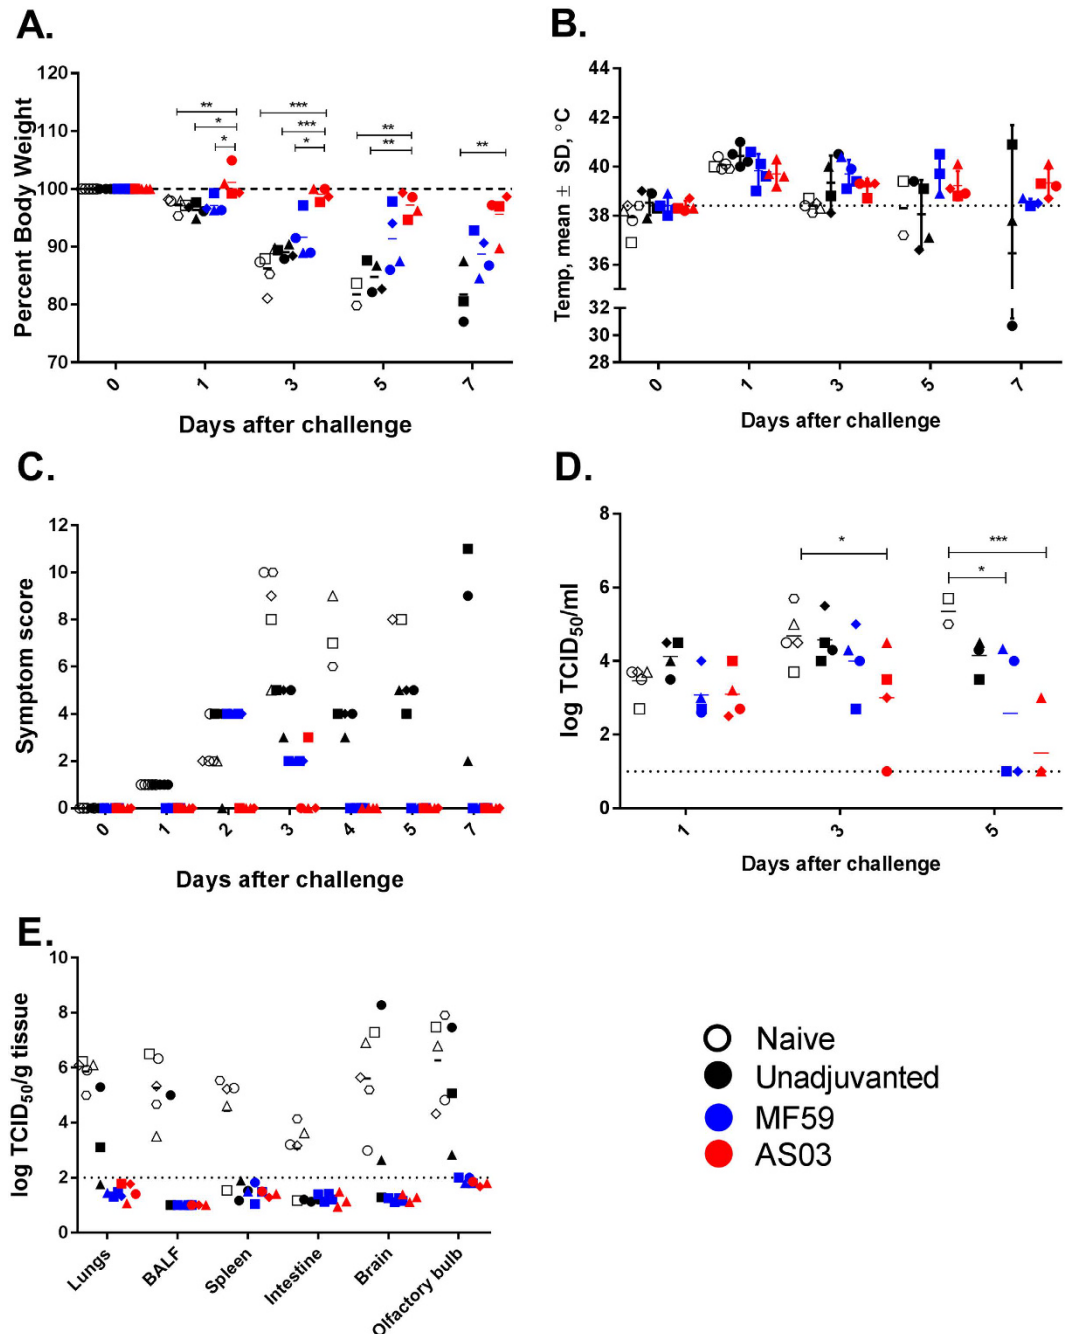 A.
120
110
100
90
80
70
Percent Body Weight
** *** ** **
* *** **
* *
0 1 3 5 7
Days after challenge
B.
44
42
40
38
36
34
32
30
28
Temp, mean ± SD, °C
0 1 3 5 7
Days after challenge
C.
12
10
8
6
4
2
0
Symptom score
0 1 2 3 4 5 7
Days after challenge
D.
8
6
4
2
0
log TCID50/ml
* ***
*
1 3 5
Days after challenge
E.
10
8
6
4
2
0
log TCID50/g tissue
Lungs
BALF
Spleen
Intestine
Brain
Olfactory bulb
Naive
Unadjuvanted
MF59
AS03